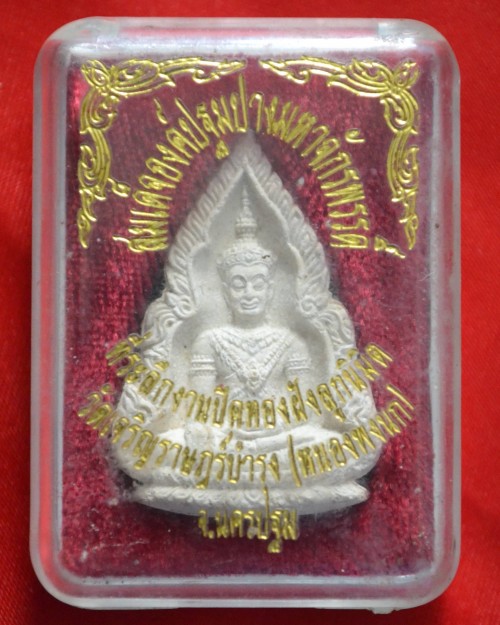 สมเด็จองค์ปฐมปางมหาจักรพรรดิ์
ที่ระลึกงานปิดทองฝังลูกนิมิต
วัดเจริญราษฎร์บำรุง (หนองพงนก)
จ.นครปฐม